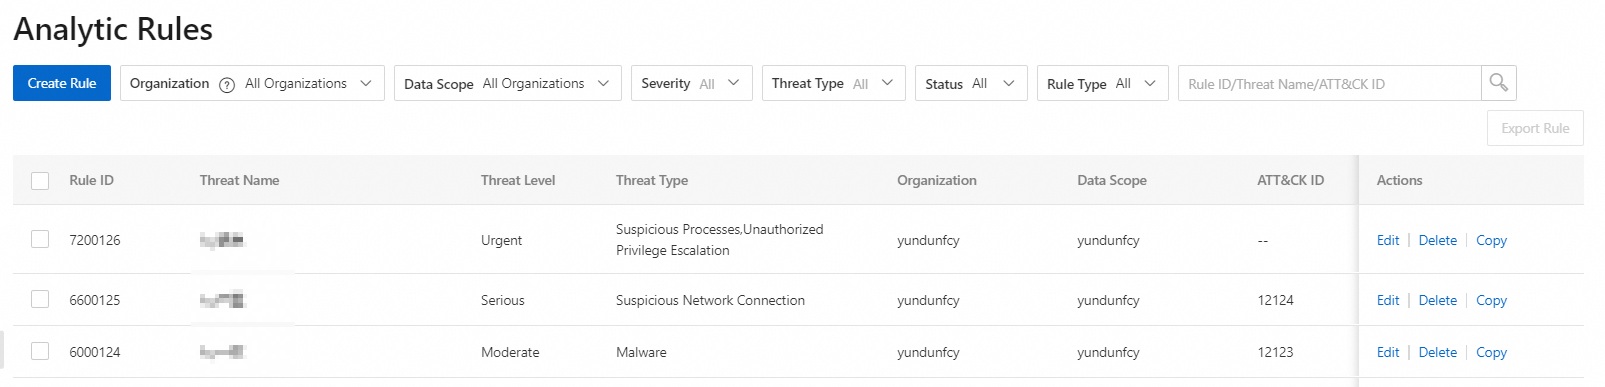 Analytic Rules
Create Rule Organization ? All Organizations Data Scope All Organizations Severity All Threat Type All Status All Rule Type All Rule ID/Threat Name/ATT&CK ID
Export Rule
Rule ID Threat Name Threat Level Threat Type Organization Data Scope ATT&CK ID Actions
7200126 Urgent Suspicious Processes,Unauthorized Privilege Escalation yundunfcy yundunfcy -- Edit Delete Copy
6600125 Serious Suspicious Network Connection yundunfcy yundunfcy 12124 Edit Delete Copy
6000124 Moderate Malware yundunfcy yundunfcy 12123 Edit Delete Copy